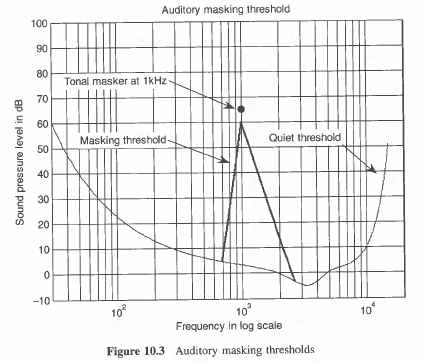 Auditory masking threshold
100
90
80
70
60
50
40
30
20
10
0
−10
Sound pressure level in dB
Tonal masker at 1kHz
Masking threshold
Quiet threshold
10²
10³
10⁴
Frequency in log scale
Figure 10.3 Auditory masking thresholds